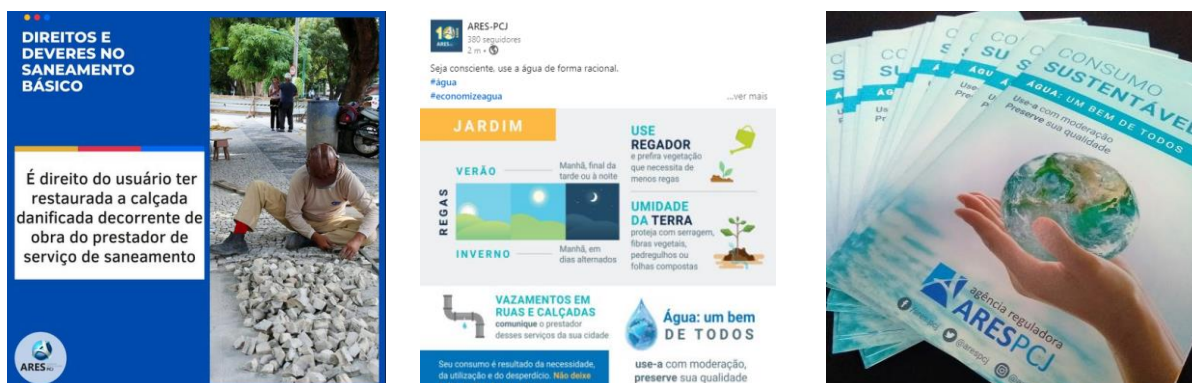 DIREITOS E
DEVERES NO
SANEAMENTO
BÁSICO
É direito do usuário ter
restaurada a calçada
danificada decorrente de
obra do prestador de
serviço de saneamento
ARES PCJ
ARES-PCJ
380 seguidores
2 m •
Seja consciente, use a água de forma racional.
#água
#economizeagua
...ver mais
JARDIM
REGAS
VERÃO
Manhã, final da
tarde ou à noite
INVERNO
Manhã, em
dias alternados
USE
REGADOR
e prefira vegetação
que necessita de
menos regas
UMIDADE
DA TERRA
proteja com serragem,
fibras vegetais,
pedregulhos ou
folhas compostas
VAZAMENTOS EM
RUAS E CALÇADAS
comunique o prestador
desses serviços da sua cidade
Água: um bem
DE TODOS
Seu consumo é resultado da necessidade,
da utilização e do desperdício. Não deixe
use-a com moderação,
preserve sua qualidade
CONSUMO
SUSTENTÁVEL
ÁGUA: UM BEM DE TODOS
Use-a com moderação
Preserve sua qualidade
agência reguladora
ARESPCJ
@arespcj